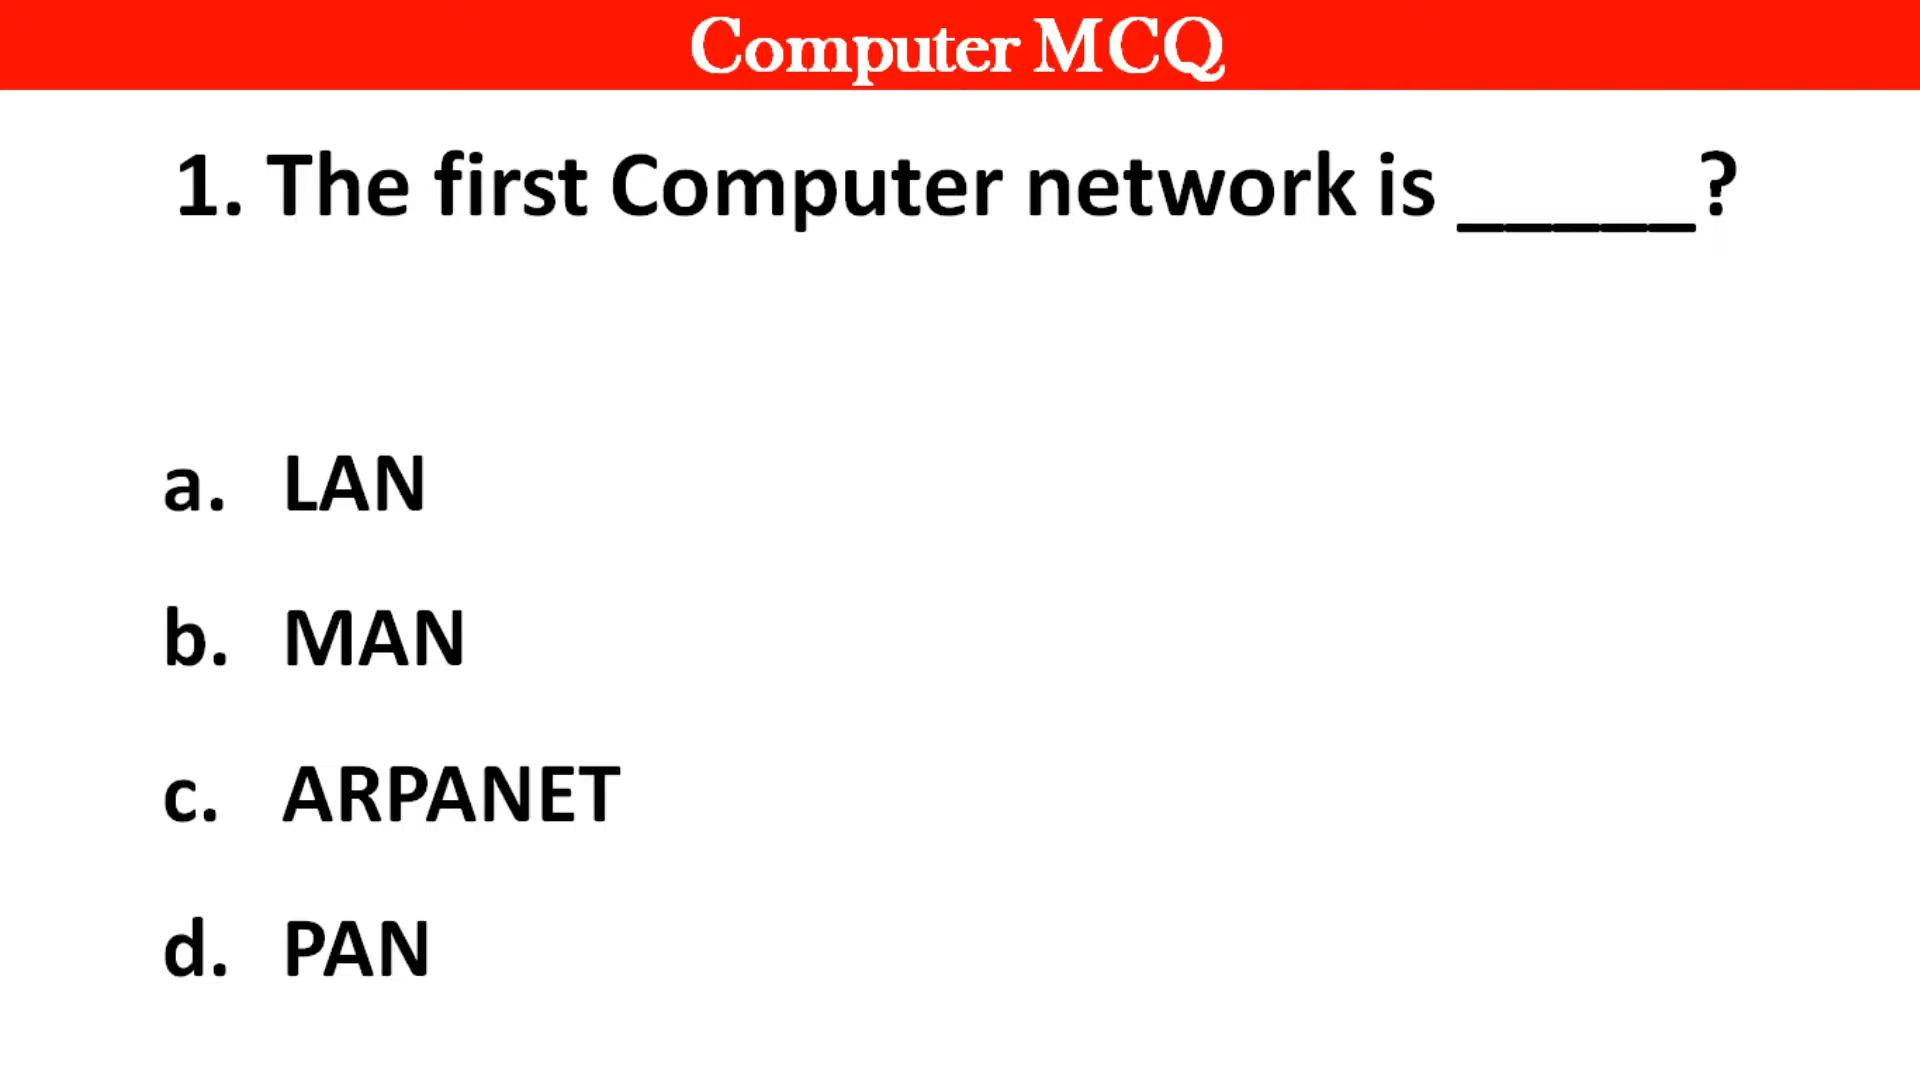 Computer MCQ
1. The first Computer network is _____?
a. LAN
b. MAN
c. ARPANET
d. PAN